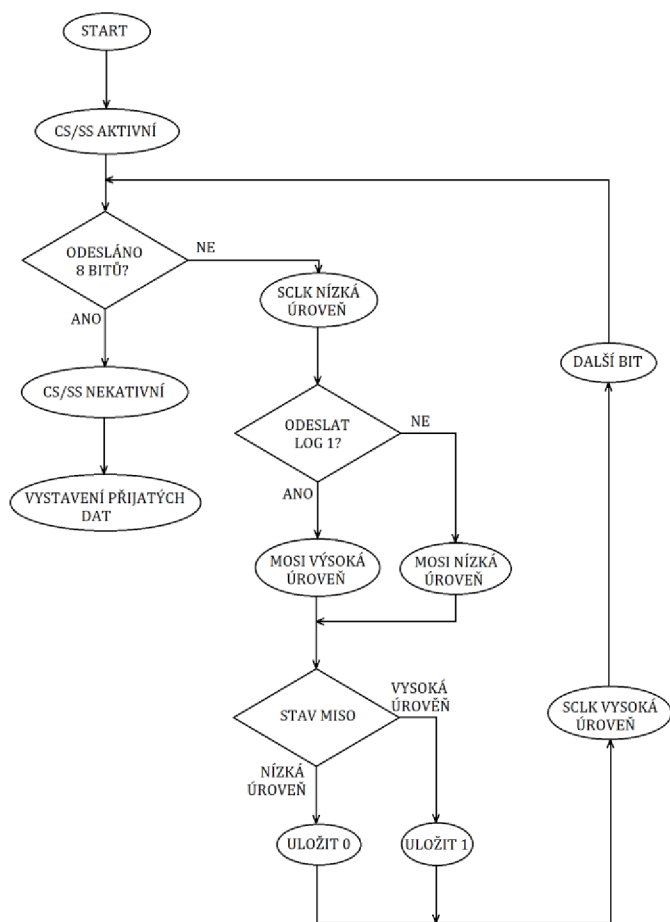 START
CS/SS AKTIVNÍ
ODESLÁNO
8 BITŮ?
NE
ANO
SCLK NÍZKÁ
ÚROVEŇ
CS/SS NEKATIVNÍ
VYSTAVENÍ PŘIJATÝCH
DAT
ODESLAT
LOG 1?
NE
ANO
MOSI VÝSOKÁ
ÚROVEŇ
MOSI NÍZKÁ
ÚROVEŇ
STAV MISO
VYSOKÁ
ÚROVĚŇ
NÍZKÁ
ÚROVEŇ
ULOŽIT 0
ULOŽIT 1
SCLK VYSOKÁ
ÚROVEŇ
DALŠÍ BIT